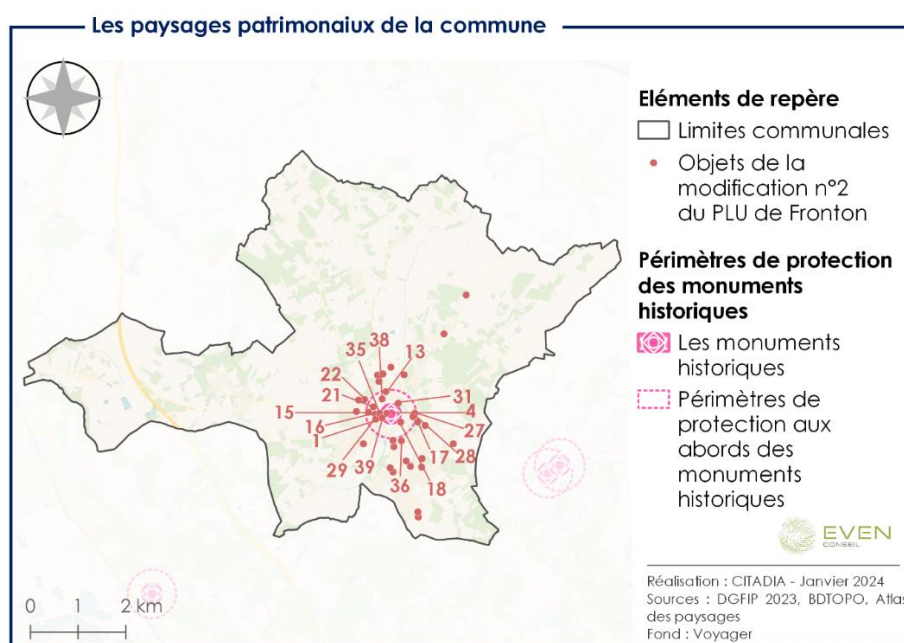 Les paysages patrimonaiux de la commune
Eléments de repère
Limites communales
Objets de la
modification n°2
du PLU de Fronton
Périmètres de protection
des monuments
historiques
Les monuments
historiques
Périmètres de
protection aux
abords des
monuments
historiques
38
35
13
22
21
31
15
4
16
27
1
17
28
29
39
36
18
EVEN
CONSEIL
0 1 2 km
Réalisation : CITADIA - Janvier 2024
Sources : DGFIP 2023, BDTOPO, Atlas
des paysages
Fond : Voyager